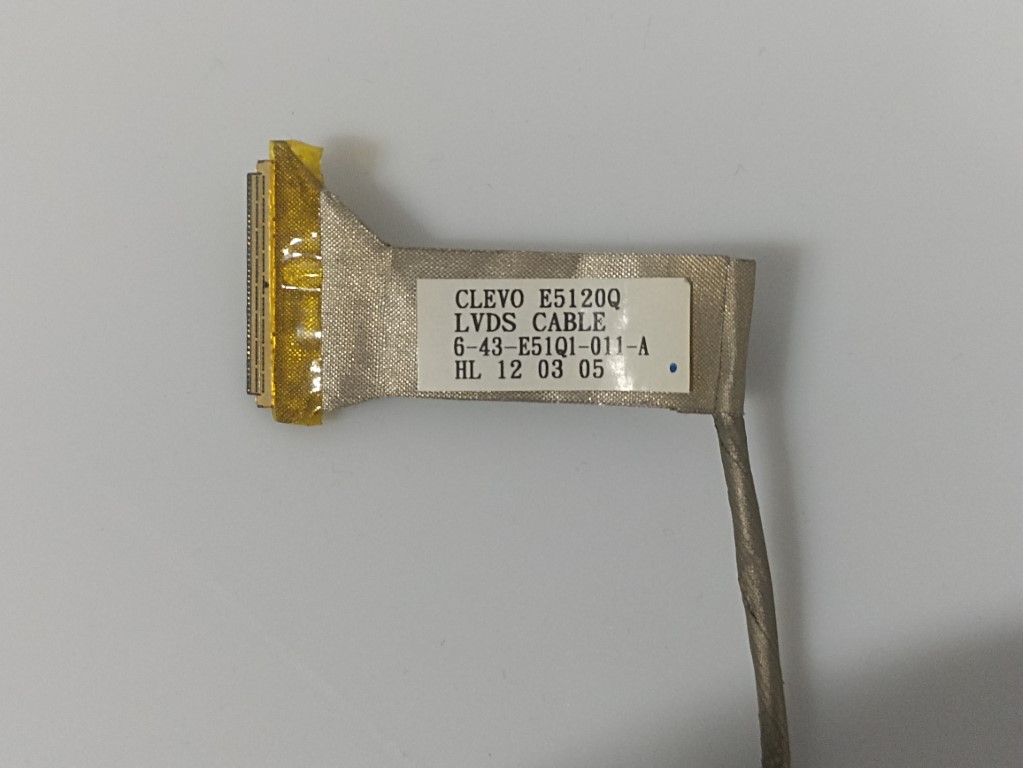 CLEVO E5120Q
LVDS CABLE
6-43-E51Q1-011-A
HL 12 03 05